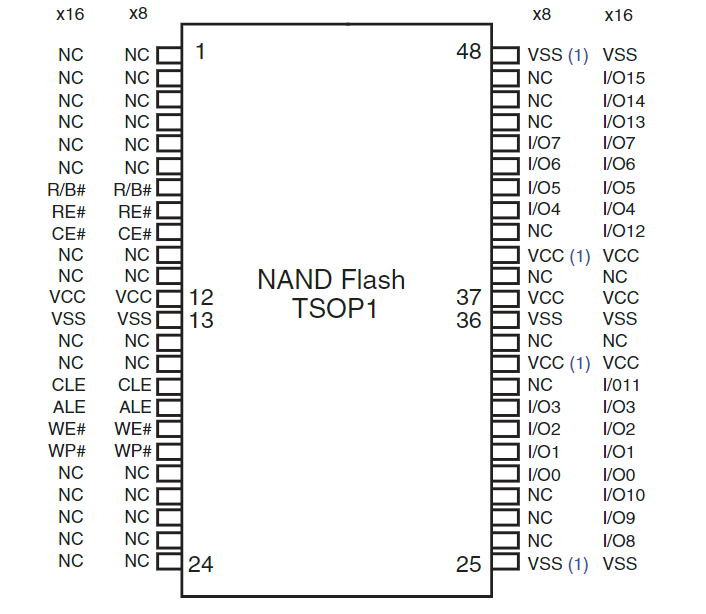 x16 x8 x8 x16
NC NC 1 48 VSS (1) VSS
NC NC NC I/O15
NC NC NC I/O14
NC NC NC I/O13
NC NC I/O7 I/O7
NC NC I/O6 I/O6
R/B# R/B# I/O5 I/O5
RE# RE# I/O4 I/O4
CE# CE# NC I/O12
NC NC VCC (1) VCC
NC NC NAND Flash NC NC
VCC VCC 12 TSOP1 37 VCC VCC
VSS VSS 13 36 VSS VSS
NC NC NC NC
NC NC VCC (1) VCC
CLE CLE NC I/011
ALE ALE I/O3 I/O3
WE# WE# I/O2 I/O2
WP# WP# I/O1 I/O1
NC NC I/O0 I/O0
NC NC NC I/O10
NC NC NC I/O9
NC NC NC I/O8
NC NC 24 25 VSS (1) VSS